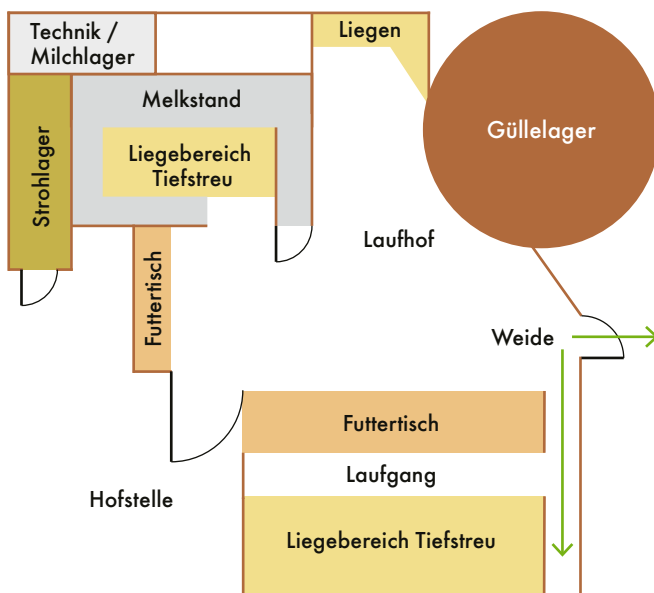 Technik /
Milchlager
Liegen
Melkstand
Güllelager
Liegebereich
Tiefstreu
Strohlager
Laufhof
Futtertisch
Weide
Futtertisch
Laufgang
Hofstelle
Liegebereich Tiefstreu